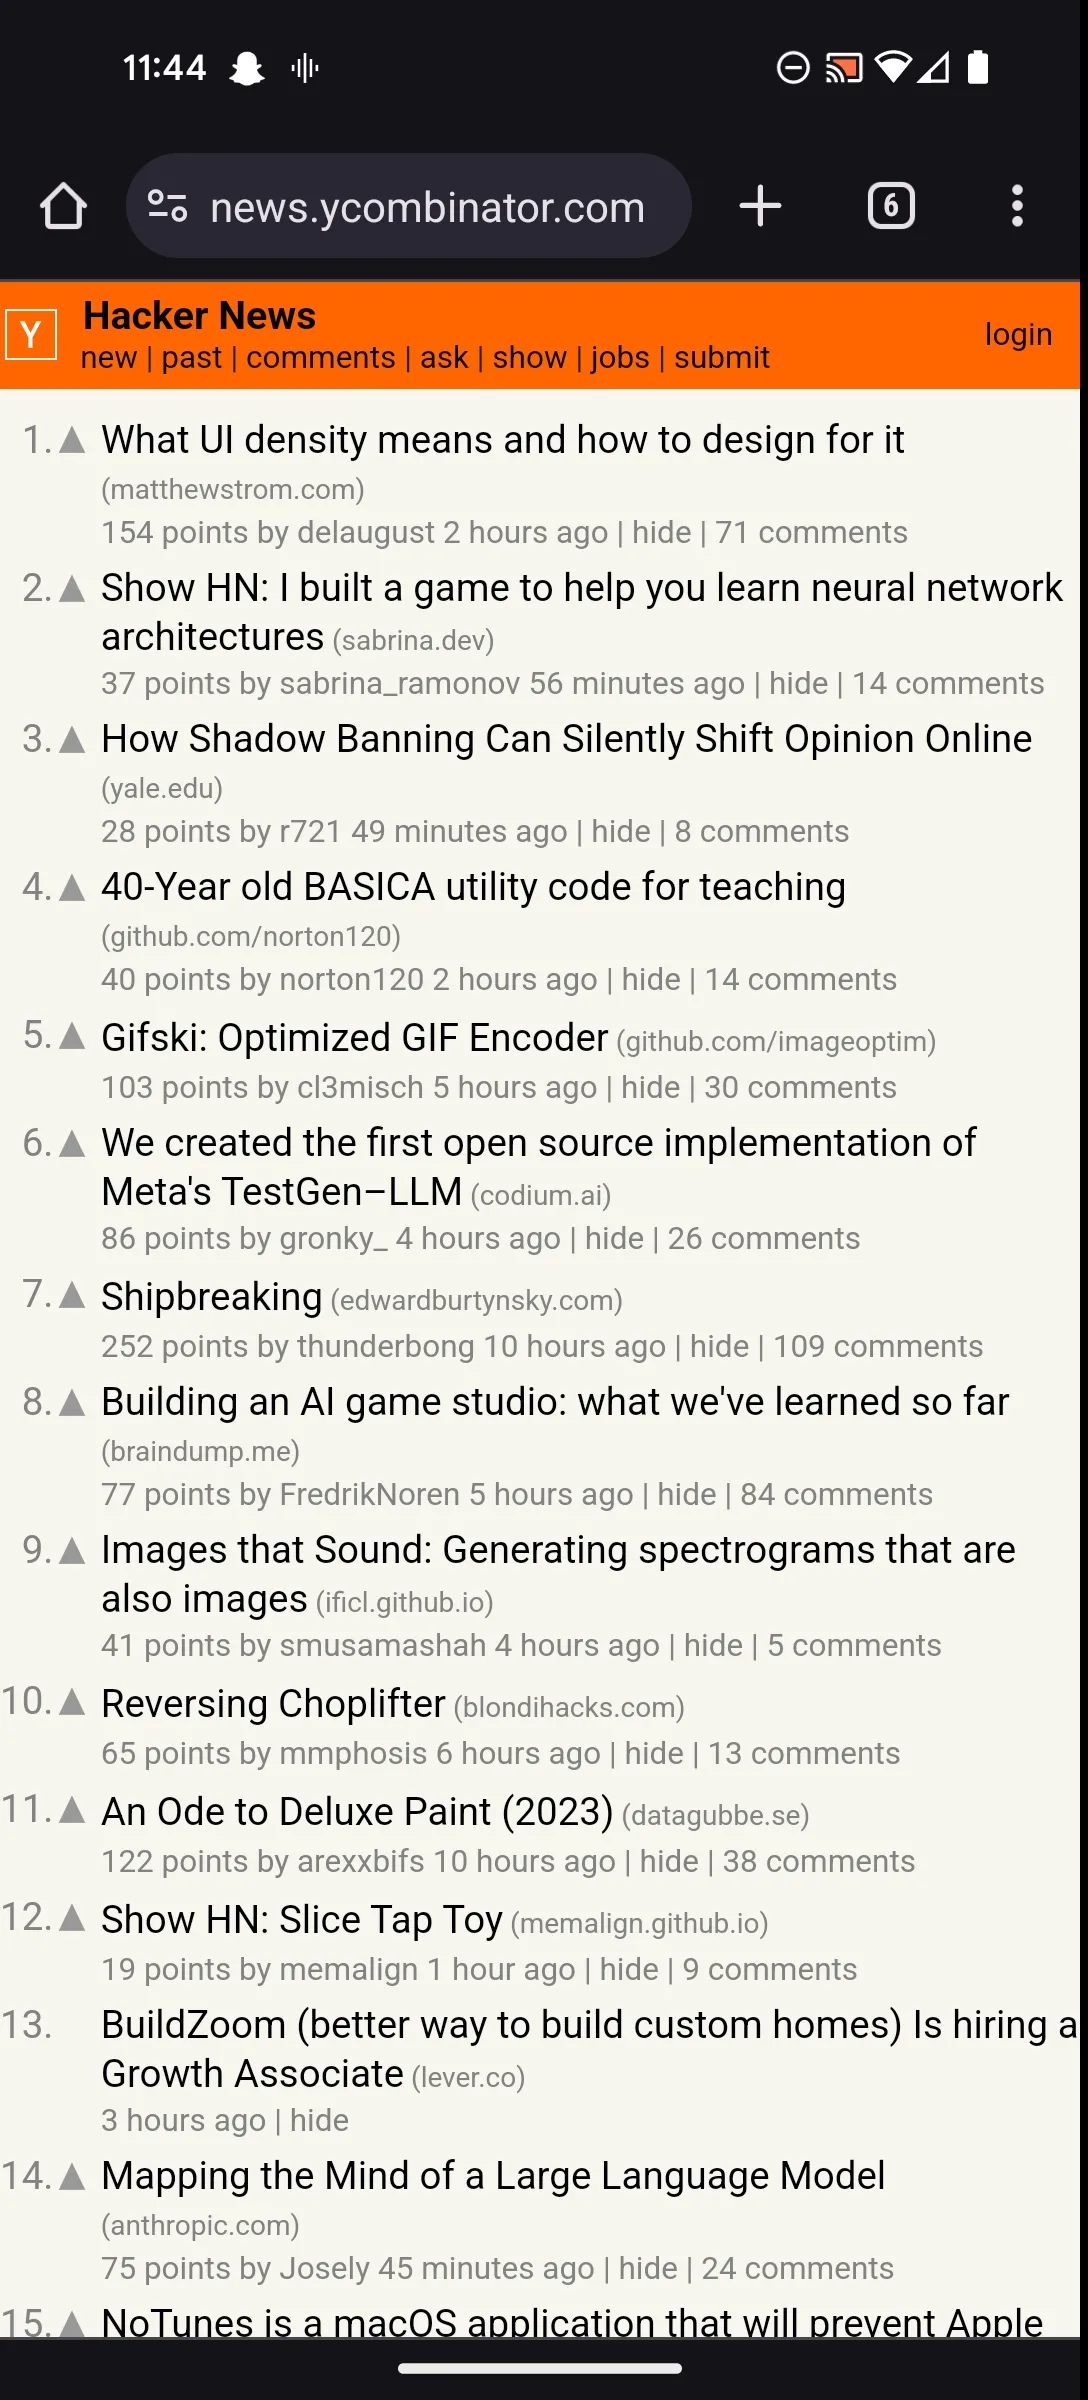 11:44
news.ycombinator.com
6
Y
Hacker News
new | past | comments | ask | show | jobs | submit
login
1. What UI density means and how to design for it
(matthewstrom.com)
154 points by delaugust 2 hours ago | hide | 71 comments
2. Show HN: I built a game to help you learn neural network
architectures (sabrina.dev)
37 points by sabrina_ramonov 56 minutes ago | hide | 14 comments
3. How Shadow Banning Can Silently Shift Opinion Online
(yale.edu)
28 points by r721 49 minutes ago | hide | 8 comments
4. 40-Year old BASICA utility code for teaching
(github.com/norton120)
40 points by norton120 2 hours ago | hide | 14 comments
5. Gifski: Optimized GIF Encoder (github.com/imageoptim)
103 points by cl3misch 5 hours ago | hide | 30 comments
6. We created the first open source implementation of
Meta's TestGen–LLM (codium.ai)
86 points by gronky_ 4 hours ago | hide | 26 comments
7. Shipbreaking (edwardburtynsky.com)
252 points by thunderbong 10 hours ago | hide | 109 comments
8. Building an AI game studio: what we've learned so far
(braindump.me)
77 points by FredrikNoren 5 hours ago | hide | 84 comments
9. Images that Sound: Generating spectrograms that are
also images (ificl.github.io)
41 points by smusamashah 4 hours ago | hide | 5 comments
10. Reversing Choplifter (blondihacks.com)
65 points by mmphosis 6 hours ago | hide | 13 comments
11. An Ode to Deluxe Paint (2023) (datagubbe.se)
122 points by arexxbifs 10 hours ago | hide | 38 comments
12. Show HN: Slice Tap Toy (memalign.github.io)
19 points by memalign 1 hour ago | hide | 9 comments
13. BuildZoom (better way to build custom homes) Is hiring a
Growth Associate (lever.co)
3 hours ago | hide
14. Mapping the Mind of a Large Language Model
(anthropic.com)
75 points by Josely 45 minutes ago | hide | 24 comments
15. NoTunes is a macOS application that will prevent Apple